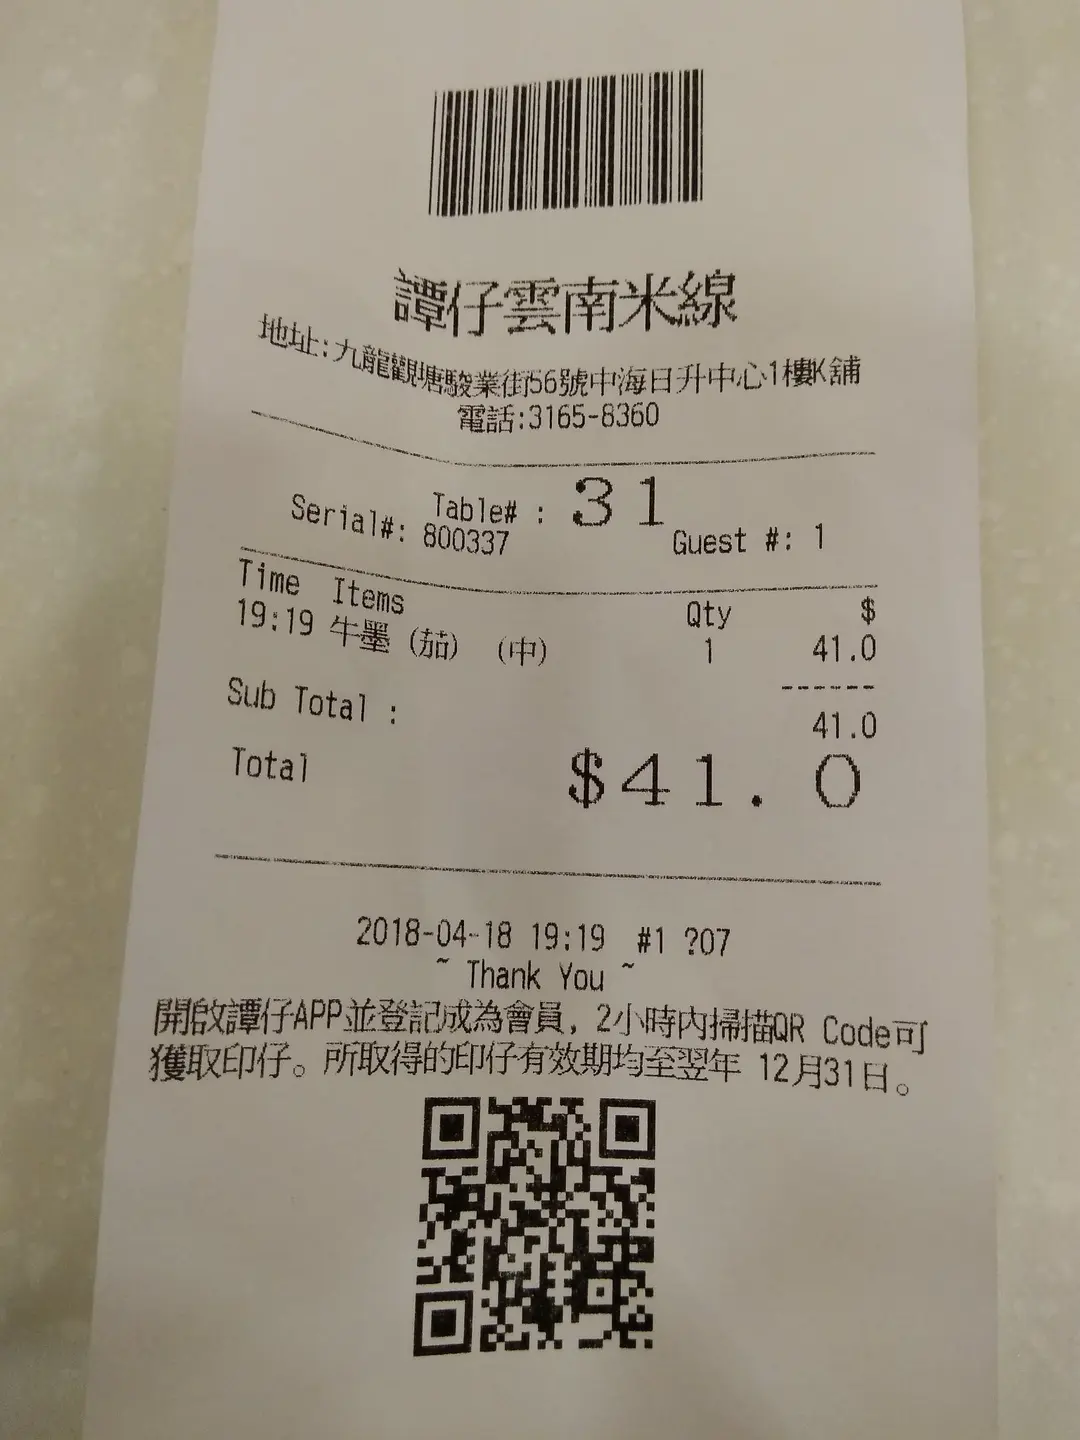 譚仔雲南米線
地址:九龍觀塘駿業街56號中海日升中心1樓K舖
電話:3165-8360
Table# : 31
Serial#: 800337 Guest #: 1
Time Items Qty $
19:19 牛墨 (茄) (中) 1 41.0
------
Sub Total : 41.0
Total $41.0
2018-04-18 19:19 #1 ?07
~ Thank You ~
開啟譚仔APP並登記成為會員, 2小時內掃描QR Code可
獲取印仔。所取得的印仔有效期均至翌年 12月31日。